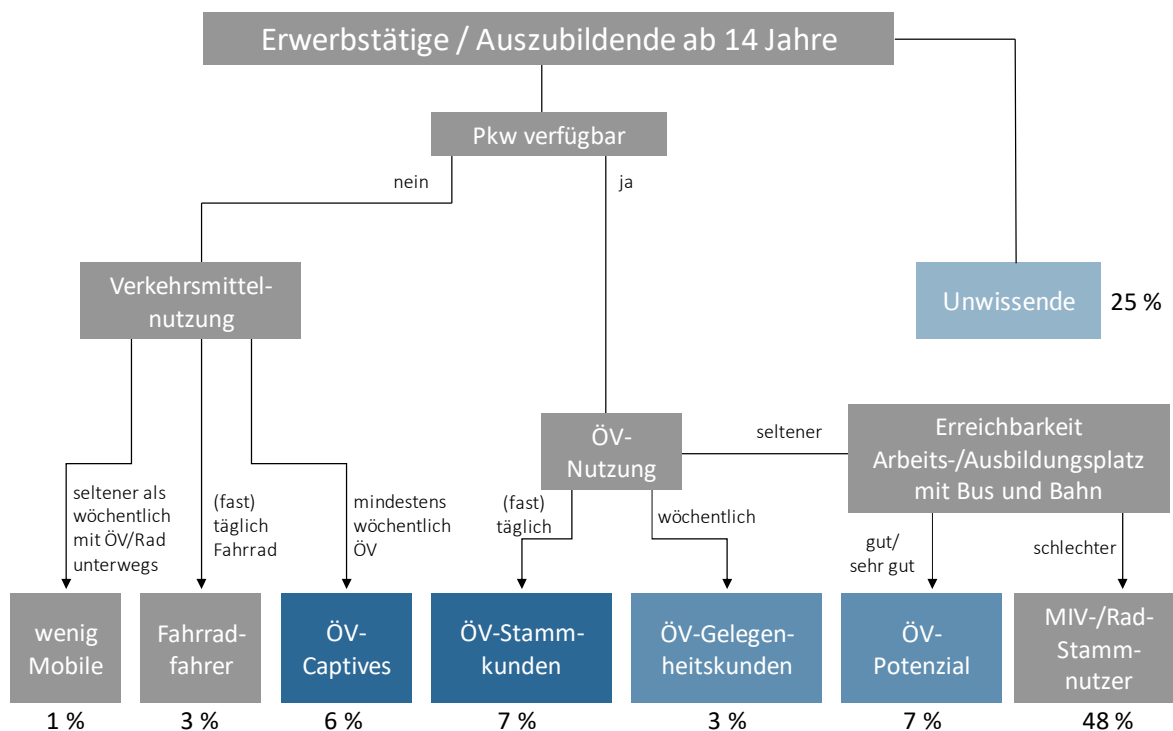 Erwerbstätige / Auszubildende ab 14 Jahre
Pkw verfügbar
nein
ja
Verkehrsmittel-
nutzung
Unwissende
25 %
ÖV-
Nutzung
seltener
Erreichbarkeit
Arbeits-/Ausbildungsplatz
mit Bus und Bahn
seltener als
wöchentlich
mit ÖV/Rad
unterwegs
(fast)
täglich
Fahrrad
mindestens
wöchentlich
ÖV
(fast)
täglich
wöchentlich
gut/
sehr gut
schlechter
wenig
Mobile
Fahrrad-
fahrer
ÖV-
Captives
ÖV-Stamm-
kunden
ÖV-Gelegen-
heitskunden
ÖV-
Potenzial
MIV-/Rad-
Stamm-
nutzer
1 %
3 %
6 %
7 %
3 %
7 %
48 %